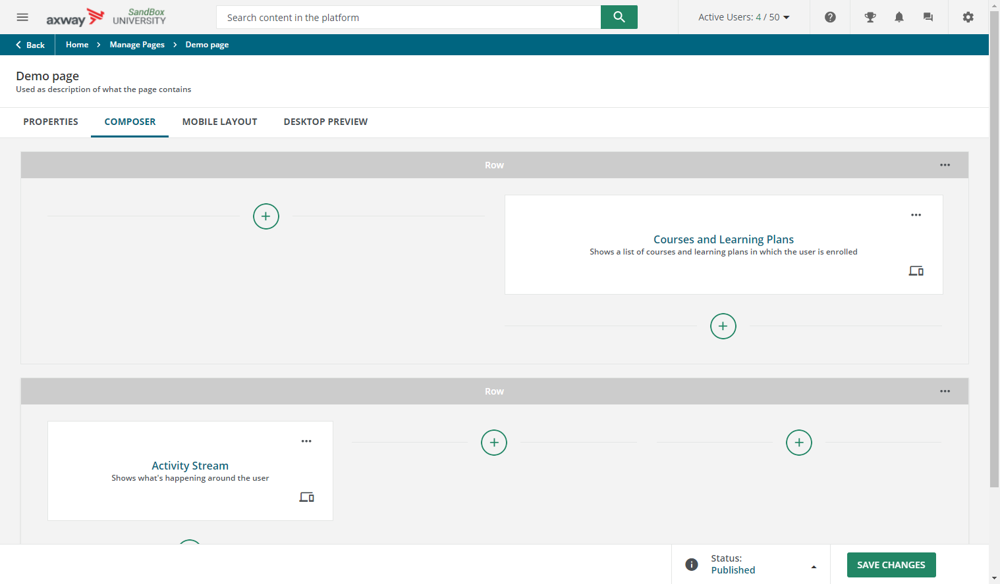 axway SandBox UNIVERSITY
Search content in the platform
Active Users: 4 / 50
Back
Home
Manage Pages
Demo page
Demo page
Used as description of what the page contains
PROPERTIES
COMPOSER
MOBILE LAYOUT
DESKTOP PREVIEW
Row
Courses and Learning Plans
Shows a list of courses and learning plans in which the user is enrolled
Row
Activity Stream
Shows what's happening around the user
Status:
Published
SAVE CHANGES